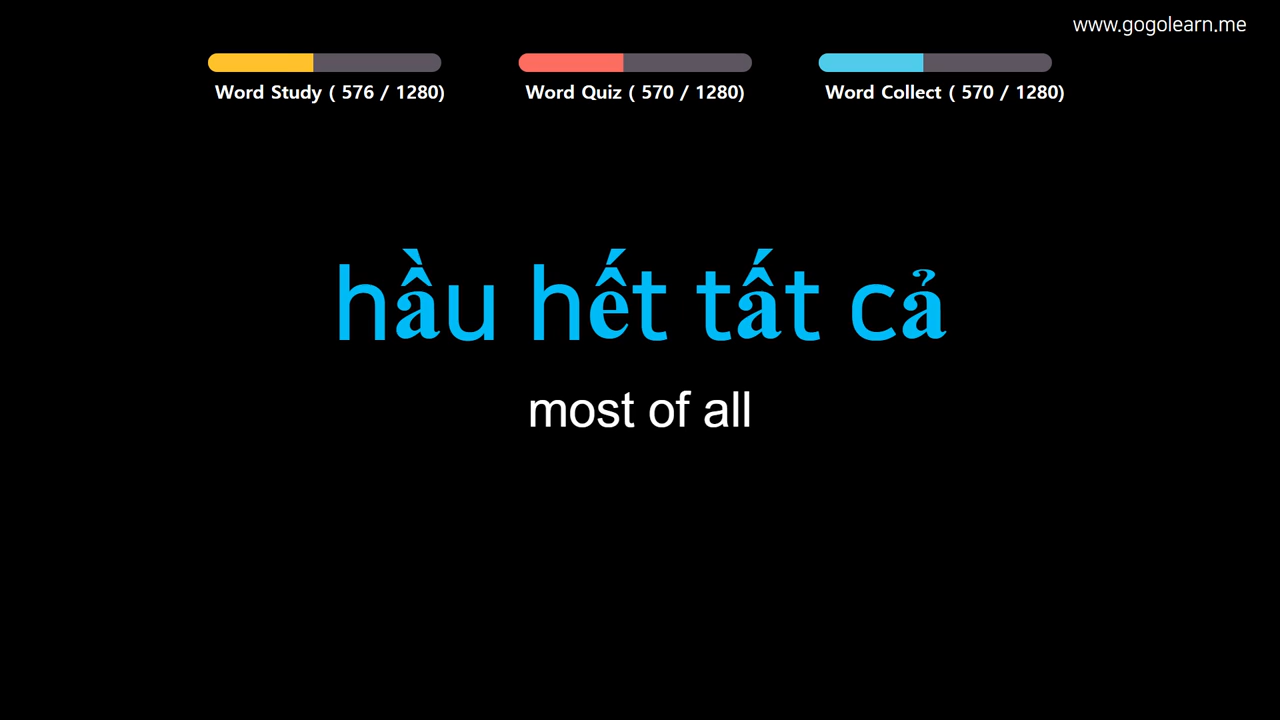 www.gogolearn.me
Word Study ( 576 / 1280)
Word Quiz ( 570 / 1280)
Word Collect ( 570 / 1280)
hầu hết tất cả
most of all